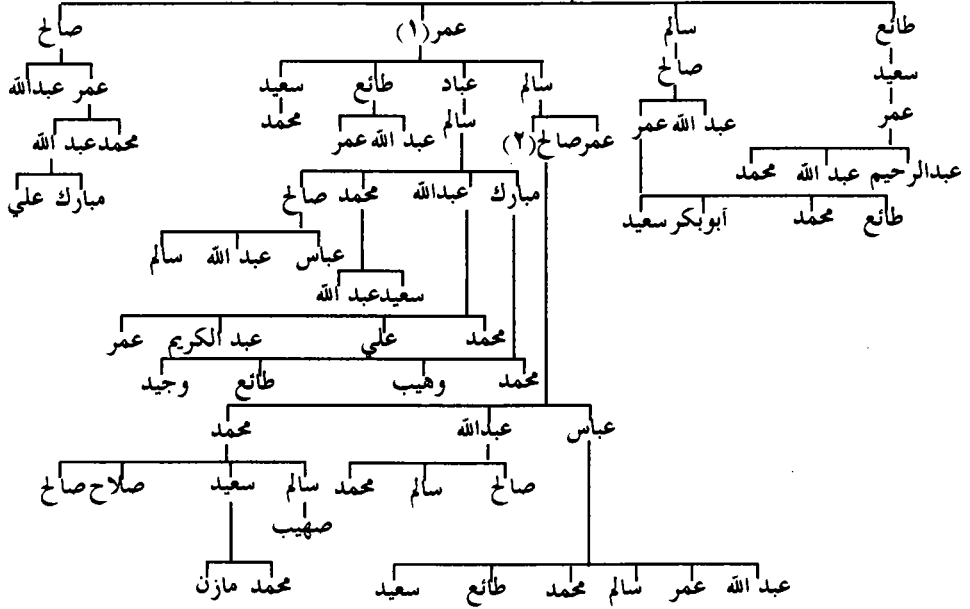 طائع سالم عمر (١) صالح
سعيد صالح سالم عباد طائع سعيد عمر عبدالله
عمر عبد الله عمر عمر صالح (٢) سالم عبد الله عمر محمد محمد عبد الله
عبدالرحيم عبد الله محمد
طائع محمد أبوبكر سعيد مبارك عبدالله محمد صالح مبارك علي
عباس عبد الله سالم
سعيد عبد الله
محمد علي عبد الكريم عمر
محمد وهيب طائع وجيد
عباس عبدالله محمد
صالح سالم محمد سالم سعيد صلاح صالح
صهيب
عبد الله عمر سالم محمد طائع سعيد محمد مازن